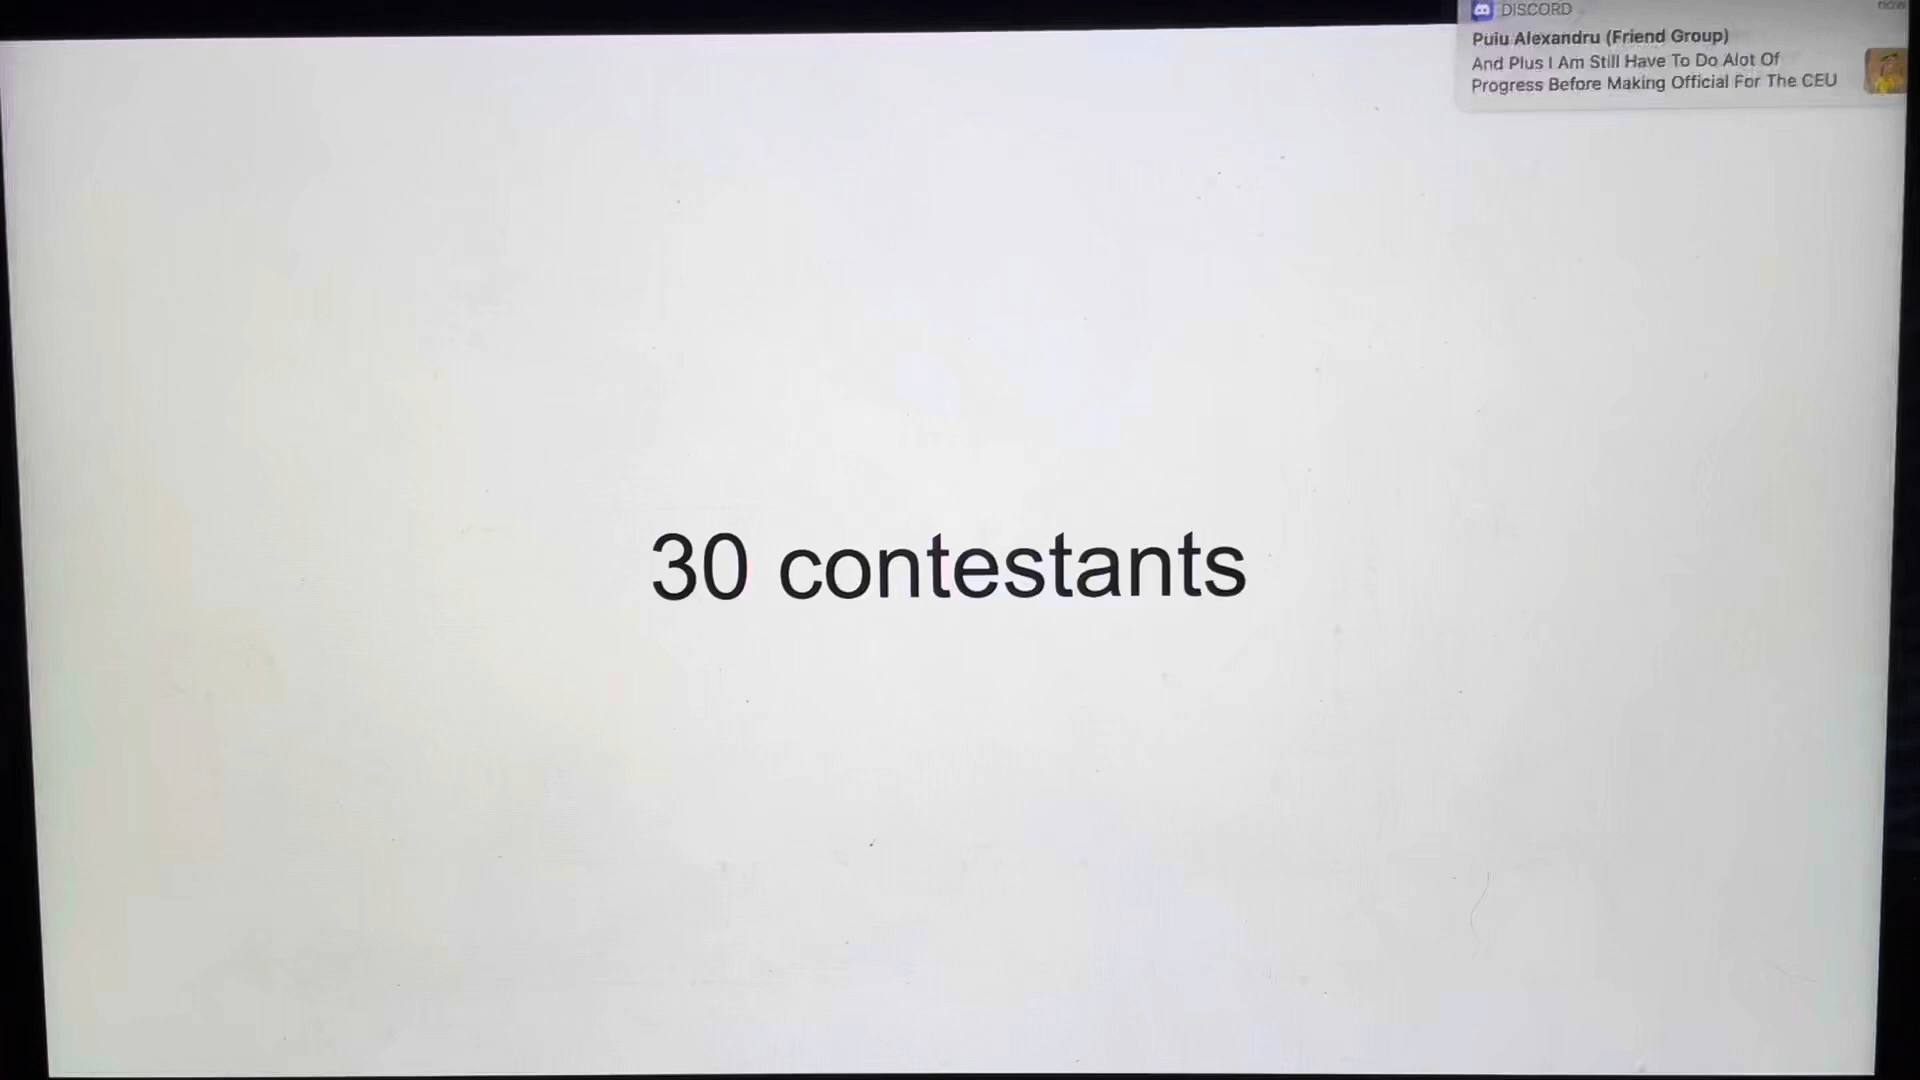 DISCORD
now
Puiu Alexandru (Friend Group)
And Plus I Am Still Have To Do Alot Of
Progress Before Making Official For The CEU
30 contestants